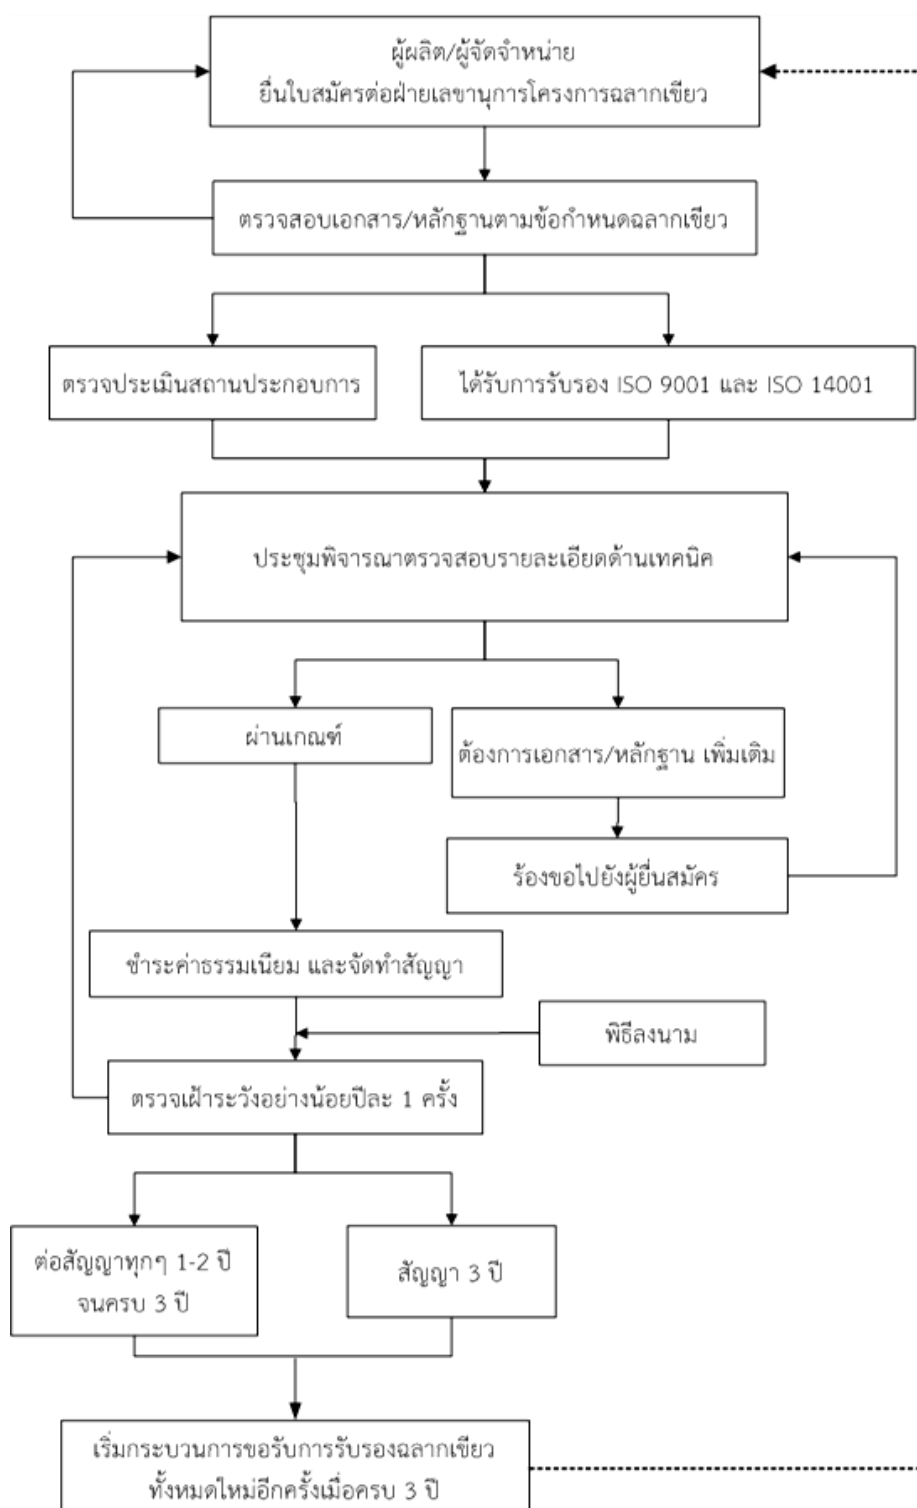 ผู้ผลิต/ผู้จัดจำหน่าย
ยื่นใบสมัครต่อฝ่ายเลขานุการโครงการฉลากเขียว
ตรวจสอบเอกสาร/หลักฐานตามข้อกำหนดฉลากเขียว
ตรวจประเมินสถานประกอบการ
ได้รับการรับรอง ISO 9001 และ ISO 14001
ประชุมพิจารณาตรวจสอบรายละเอียดด้านเทคนิค
ผ่านเกณฑ์
ต้องการเอกสาร/หลักฐาน เพิ่มเติม
ร้องขอไปยังผู้ยื่นสมัคร
ชำระค่าธรรมเนียม และจัดทำสัญญา
พิธีลงนาม
ตรวจเฝ้าระวังอย่างน้อยปีละ 1 ครั้ง
ต่อสัญญาทุกๆ 1-2 ปี
จนครบ 3 ปี
สัญญา 3 ปี
เริ่มกระบวนการขอรับการรับรองฉลากเขียว
ทั้งหมดใหม่อีกครั้งเมื่อครบ 3 ปี